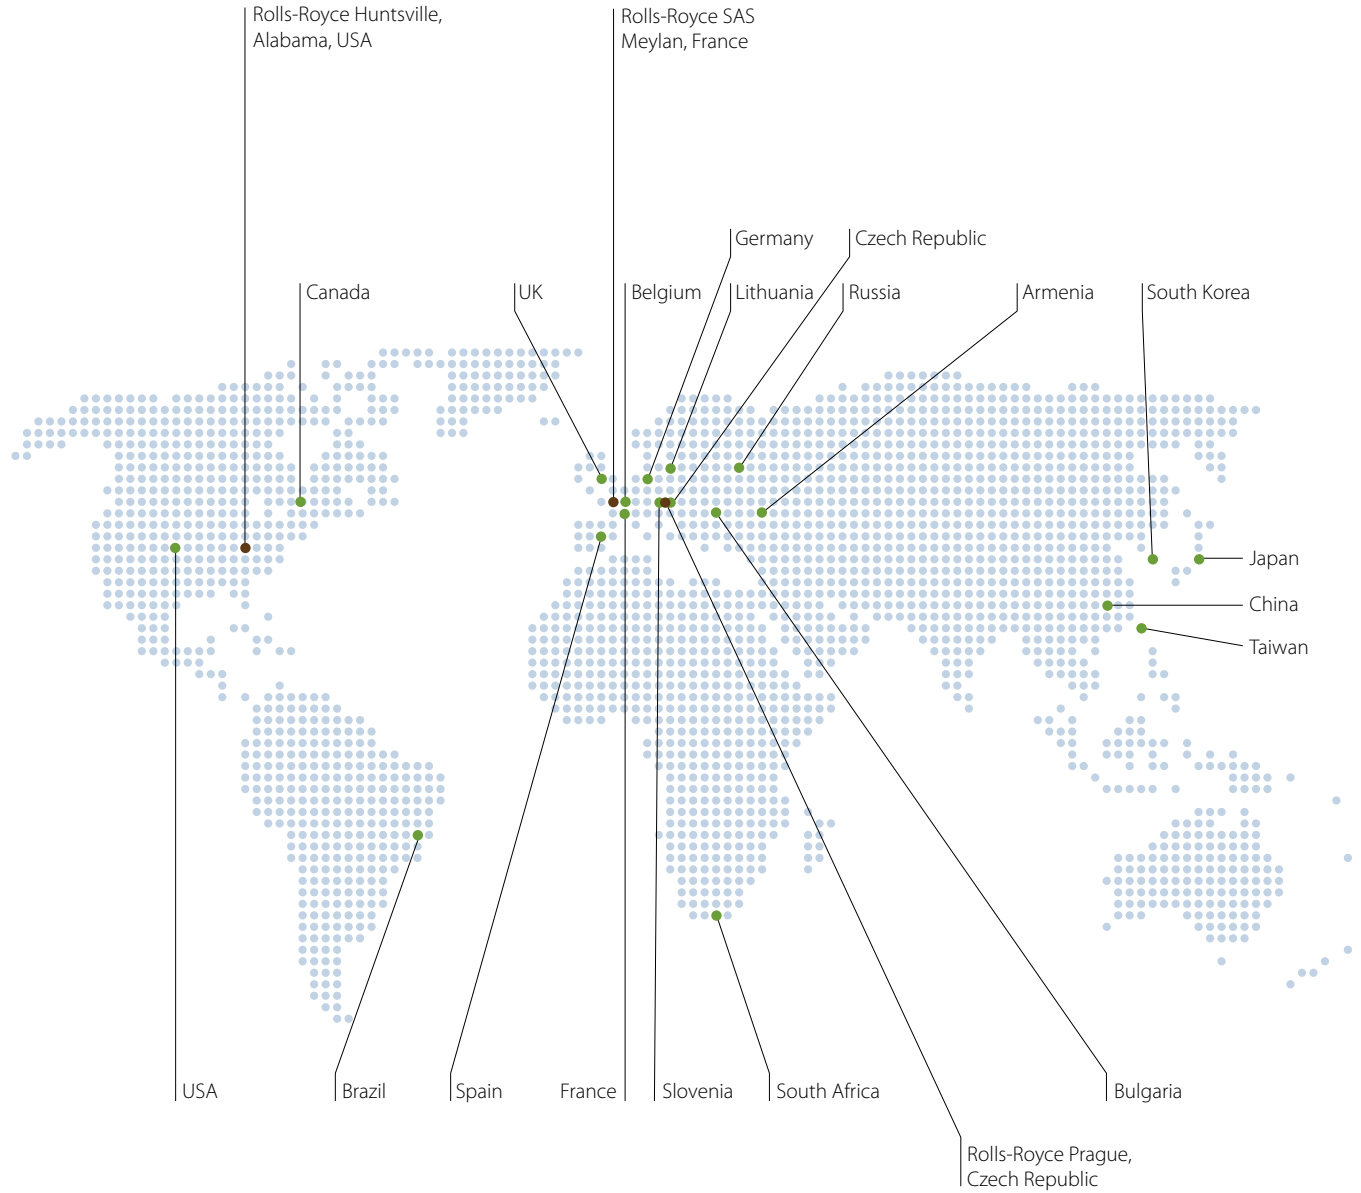 Rolls-Royce Huntsville,
Alabama, USA
Rolls-Royce SAS
Meylan, France
Germany
Czech Republic
Canada
UK
Belgium
Lithuania
Russia
Armenia
South Korea
Japan
China
Taiwan
USA
Brazil
Spain
France
Slovenia
South Africa
Bulgaria
Rolls-Royce Prague,
Czech Republic